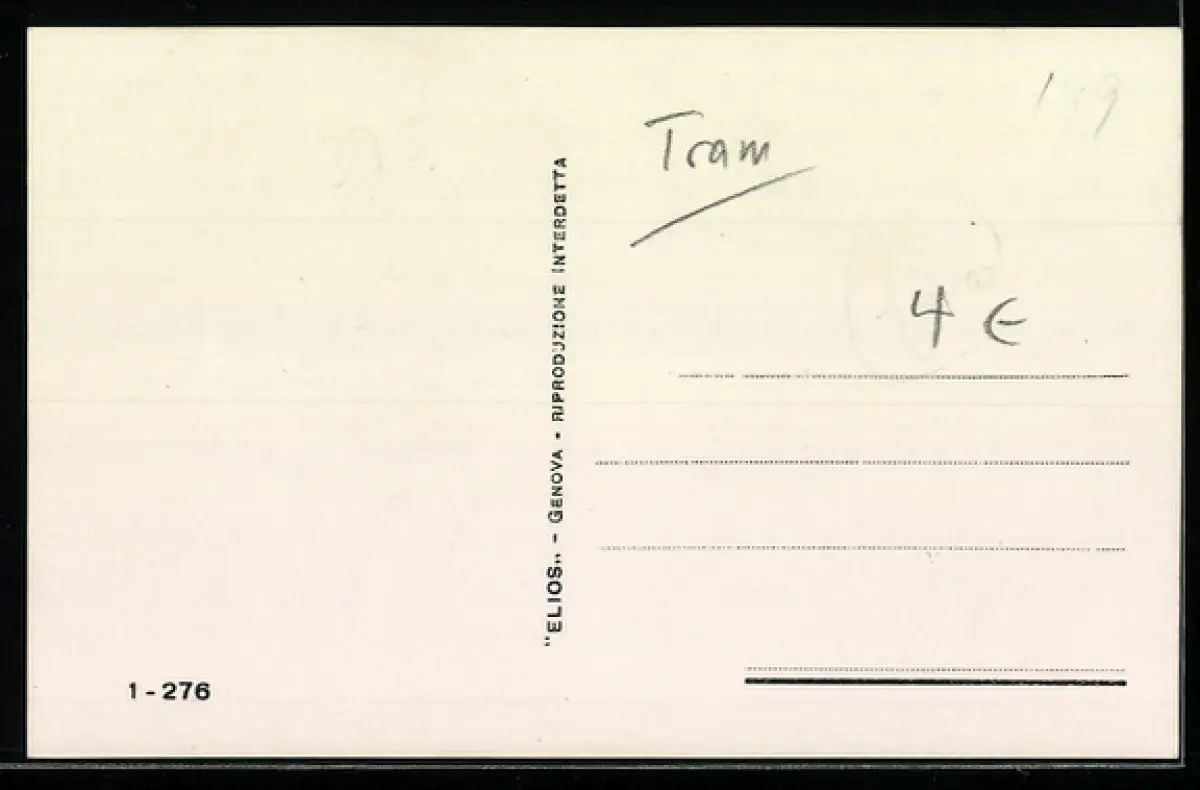 Tram
4 €
"ELIOS„ - GENOVA - RIPRODUZIONE INTERDETTA
1 - 276